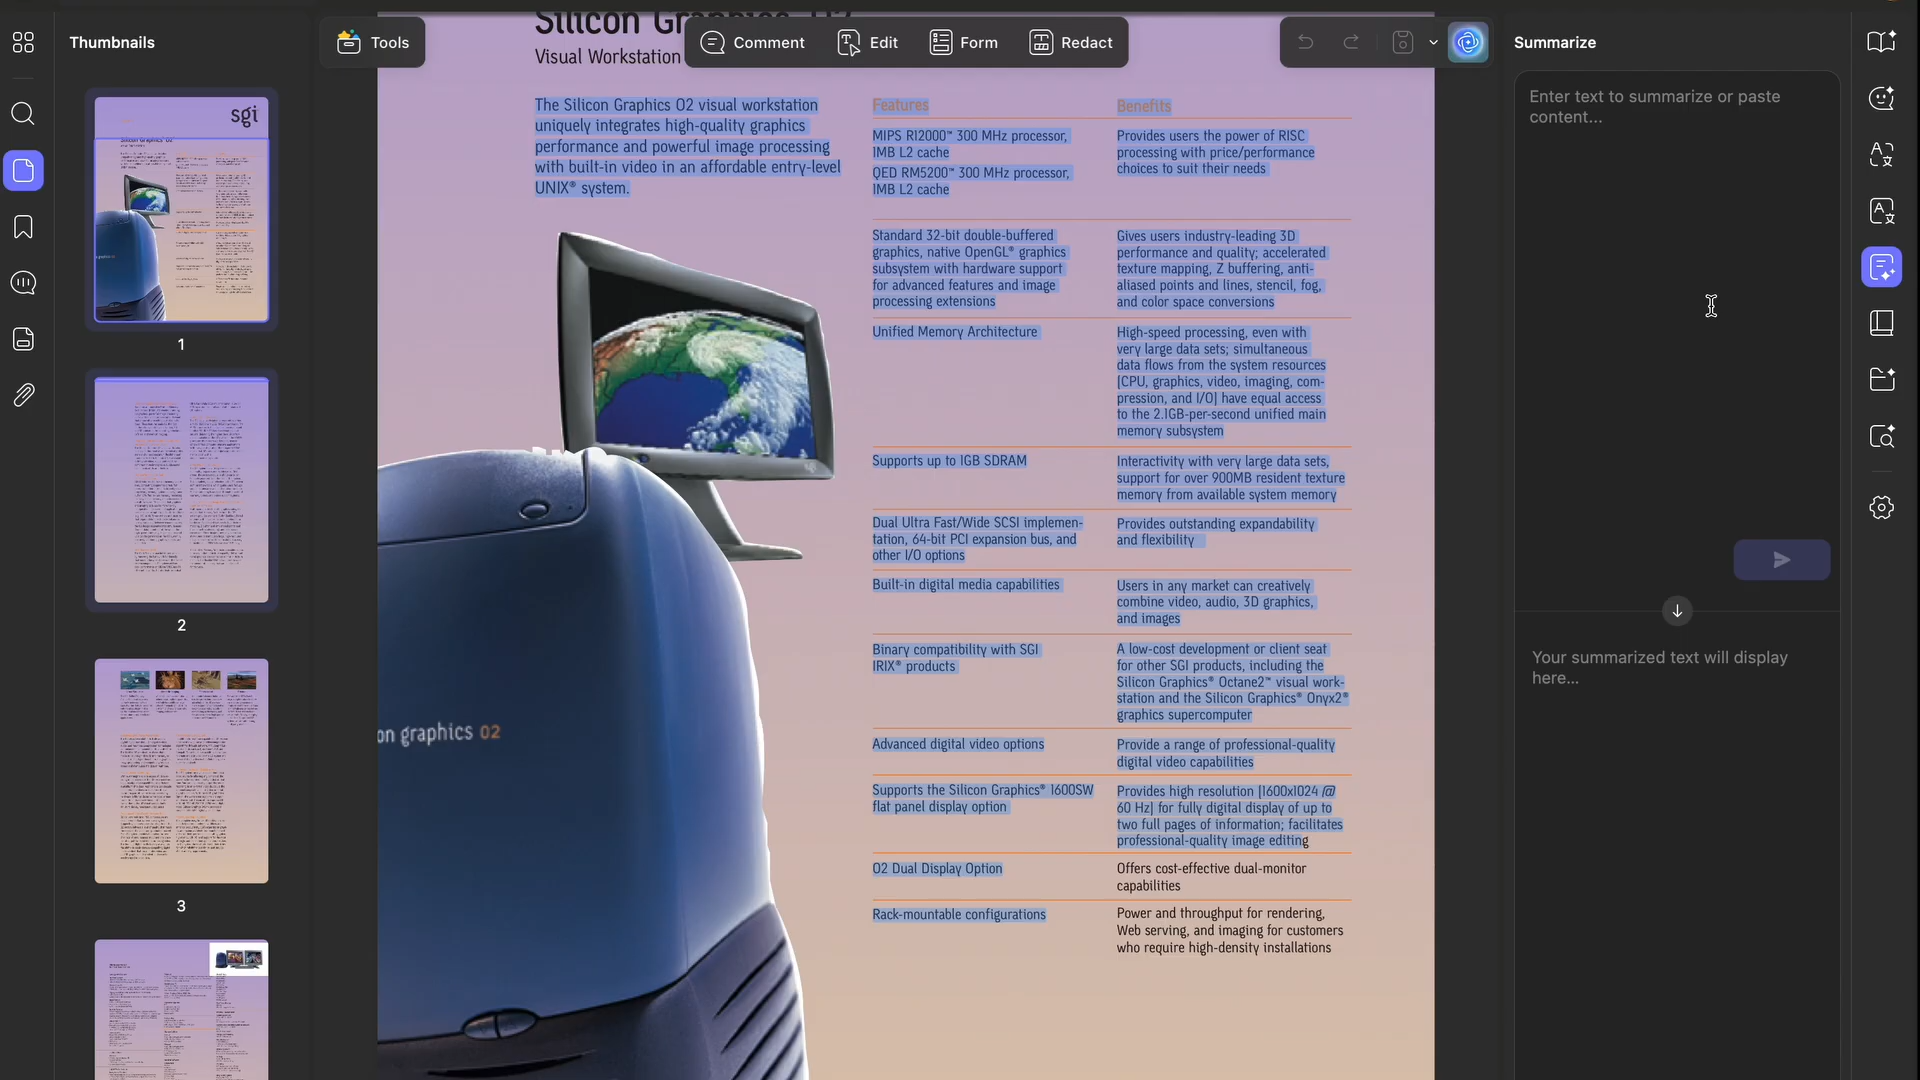 Thumbnails
1
2
3
sgi
Tools
Comment
Edit
Form
Redact
Silicon Graphics O2
Visual Workstation
The Silicon Graphics O2 visual workstation
uniquely integrates high-quality graphics
performance and powerful image processing
with built-in video in an affordable entry-level
UNIX® system.
on graphics O2
Features
Benefits
MIPS R12000™ 300 MHz processor,
1MB L2 cache
QED RM5200™ 300 MHz processor,
1MB L2 cache
Provides users the power of RISC
processing with price/performance
choices to suit their needs
Standard 32-bit double-buffered
graphics, native OpenGL® graphics
subsystem with hardware support
for advanced features and image
processing extensions
Gives users industry-leading 3D
performance and quality; accelerated
texture mapping, Z buffering, anti-
aliased points and lines, stencil, fog,
and color space conversions
Unified Memory Architecture
High-speed processing, even with
very large data sets; simultaneous
data flows from the system resources
[CPU, graphics, video, imaging, com-
pression, and I/O] have equal access
to the 2.1GB-per-second unified main
memory subsystem
Supports up to 1GB SDRAM
Interactivity with very large data sets,
support for over 900MB resident texture
memory from available system memory
Dual Ultra Fast/Wide SCSI implemen-
tation, 64-bit PCI expansion bus, and
other I/O options
Provides outstanding expandability
and flexibility
Built-in digital media capabilities
Users in any market can creatively
combine video, audio, 3D graphics,
and images
Binary compatibility with SGI
IRIX® products
A low-cost development or client seat
for other SGI products, including the
Silicon Graphics® Octane2™ visual work-
station and the Silicon Graphics® Onyx2®
graphics supercomputer
Advanced digital video options
Provide a range of professional-quality
digital video capabilities
Supports the Silicon Graphics® 1600SW
flat panel display option
Provides high resolution [1600x1024 @
60 Hz] for fully digital display of up to
two full pages of information; facilitates
professional-quality image editing
O2 Dual Display Option
Offers cost-effective dual-monitor
capabilities
Rack-mountable configurations
Power and throughput for rendering,
Web serving, and imaging for customers
who require high-density installations
Summarize
Enter text to summarize or paste
content...
Your summarized text will display
here...